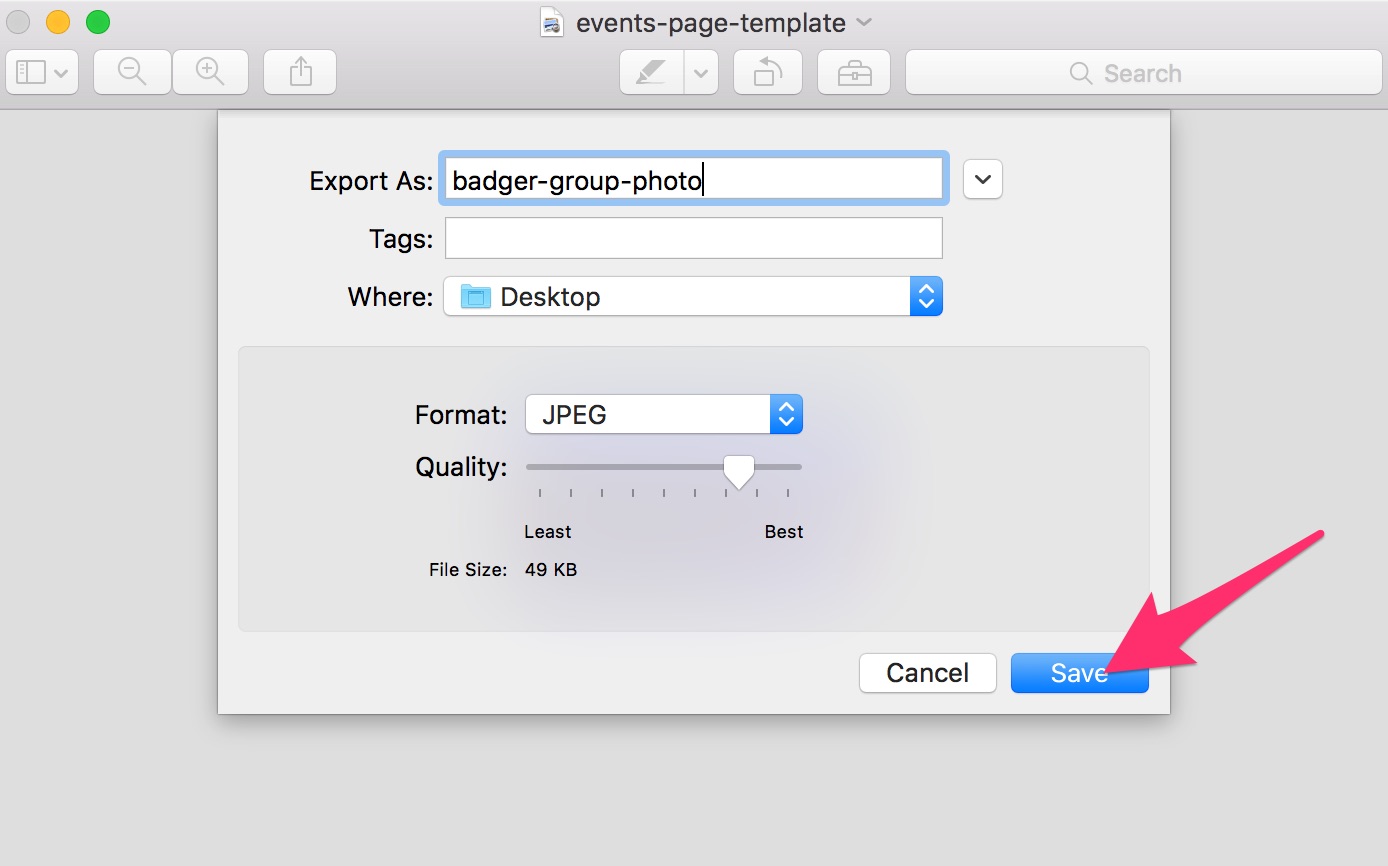 events-page-template
Search
Export As: badger-group-photo
Tags:
Where: Desktop
Format: JPEG
Quality:
Least Best
File Size: 49 KB
Cancel Save